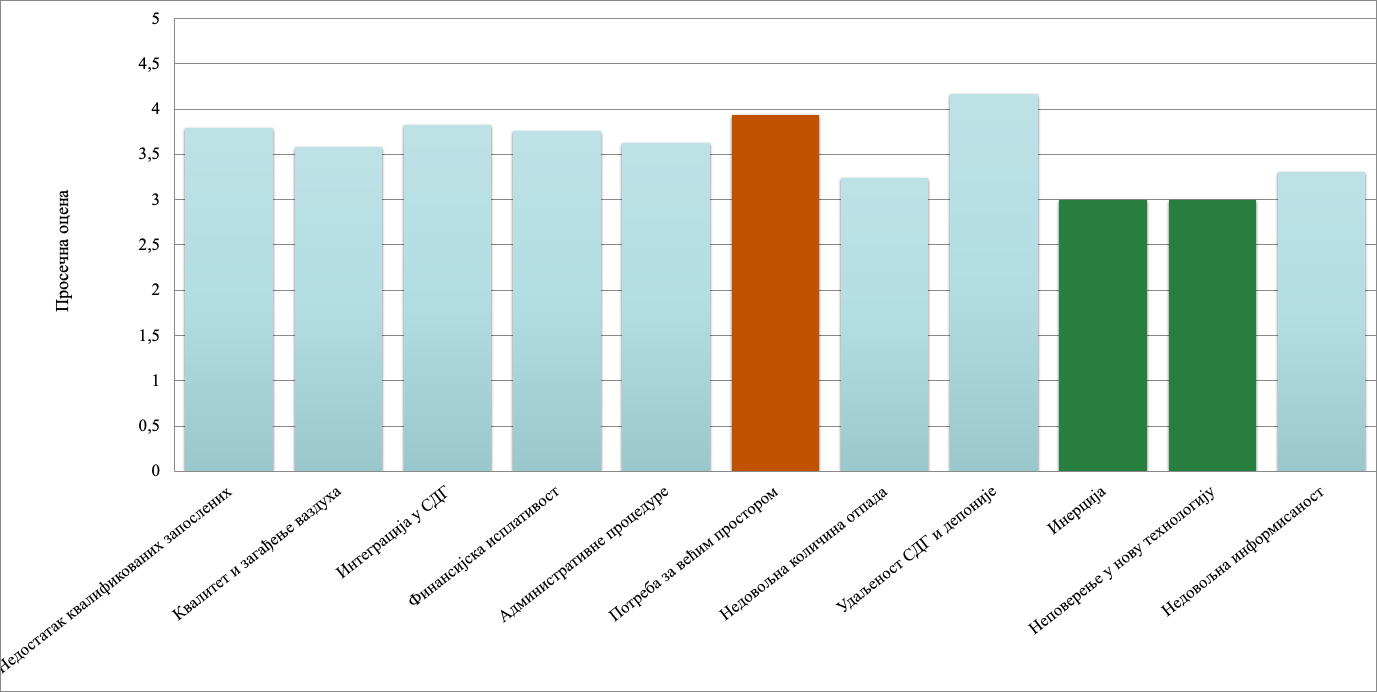 5
4,5
4
3,5
3
2,5
2
1,5
1
0,5
0
Просечна оцена
Недостатак квалификованих запослених
Квалитет и загађење ваздуха
Интеграција у СДГ
Финансијска исплативост
Административне процедуре
Потреба за већим простором
Недовољна количина отпада
Удаљеност СДГ и депоније
Инерција
Неповерење у нову технологију
Недовољна информисаност